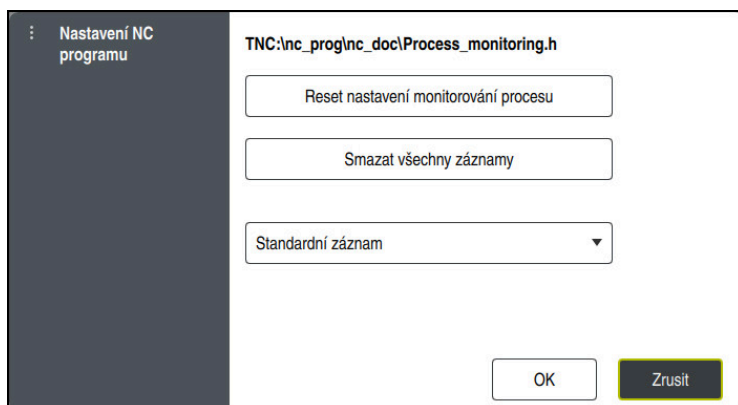 Nastavení NC
programu
TNC:\nc_prog\nc_doc\Process_monitoring.h
Reset nastavení monitorování procesu
Smazat všechny záznamy
Standardní záznam
OK
Zrusit